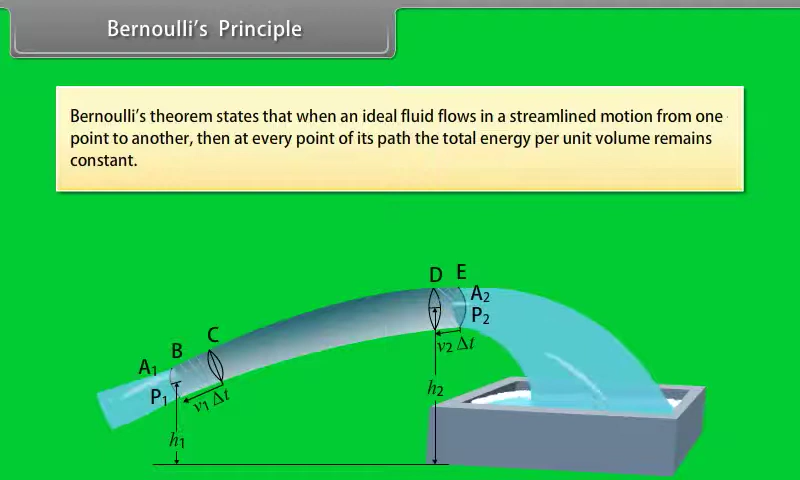 Bernoulli's Principle
Bernoulli's theorem states that when an ideal fluid flows in a streamlined motion from one
point to another, then at every point of its path the total energy per unit volume remains
constant.
D E
A2
P2
v2 Δt
C
B
A1
P1
v1 Δt
h2
h1